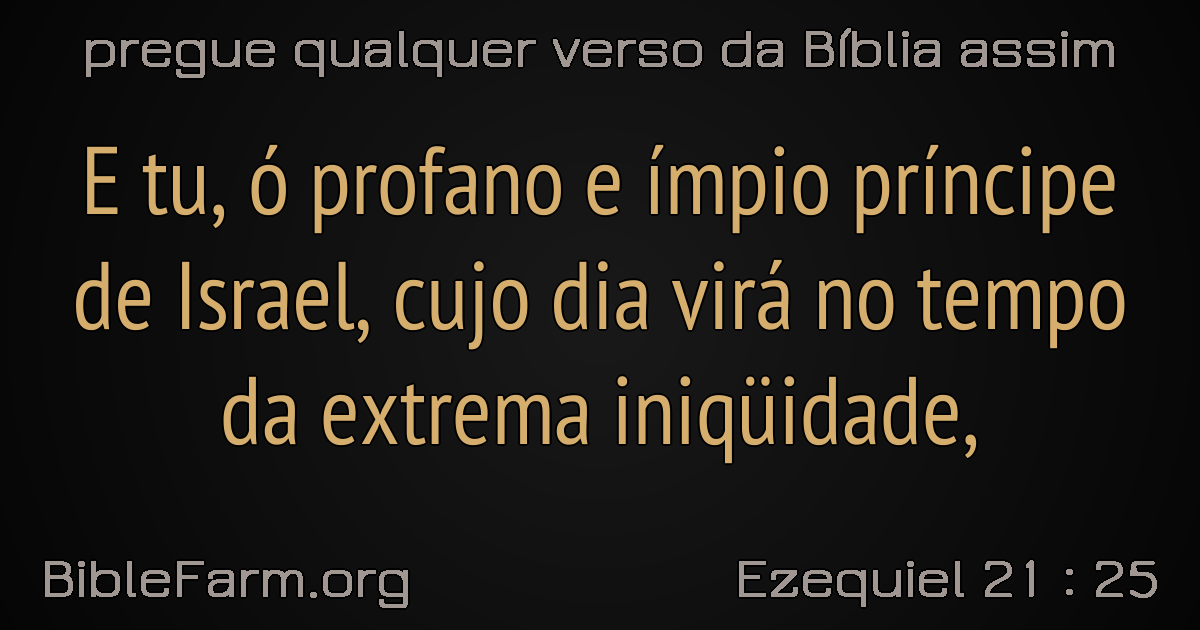 pregue qualquer verso da Bíblia assim
E tu, ó profano e ímpio príncipe
de Israel, cujo dia virá no tempo
da extrema iniqüidade,
BibleFarm.org
Ezequiel 21 : 25